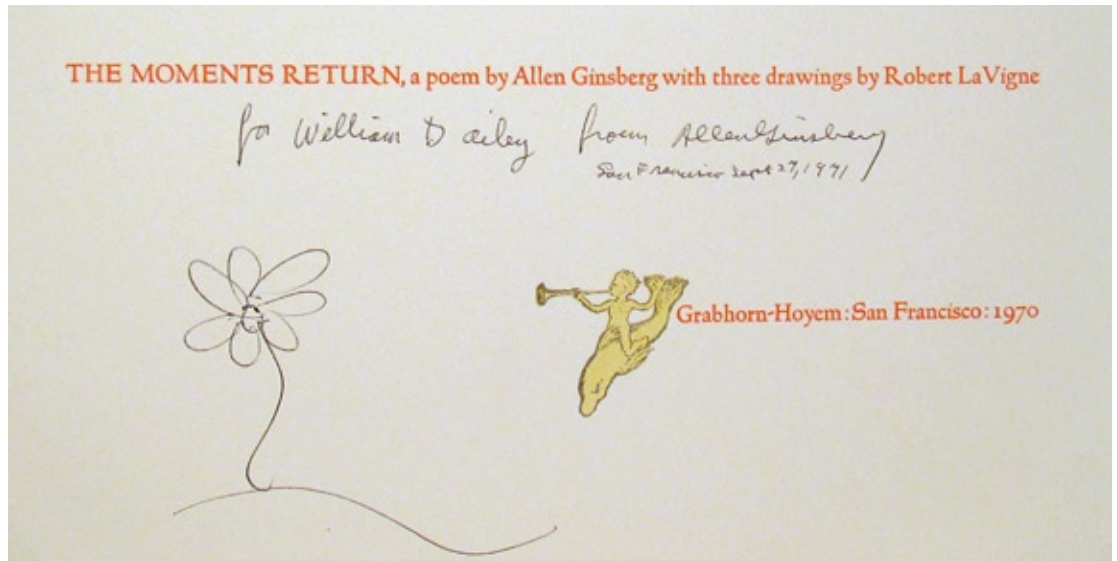 THE MOMENTS RETURN, a poem by Allen Ginsberg with three drawings by Robert LaVigne
for William Dailey from Allen Ginsberg
San Francisco Sept 27, 1971
Grabhorn-Hoyem: San Francisco: 1970